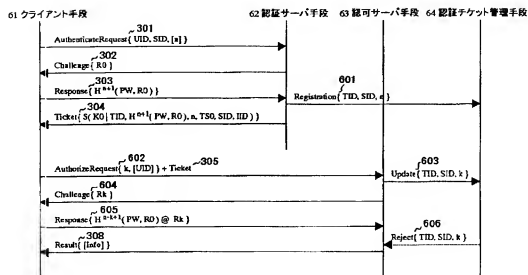 61 クライアント手段
62 認証サーバ手段
63 認可サーバ手段
64 認証チケット管理手段
301
AuthenticateRequest{ UID, SID, [n] }
302
Challenge{ R0 }
303
Response{ H^n+1( PW, R0 ) }
601
Registration{ TID, SID, n }
304
Ticket{ S( K0 | TID, H^n+1( PW, R0 ), n, TS0, SID, IID ) }
602
AuthorizeRequest{ k, [UID] } + Ticket
305
603
Update{ TID, SID, k }
604
Challenge{ Rk }
605
Response{ H^n-k+1( PW, R0 ) @ Rk }
606
Reject{ TID, SID, k }
308
Result{ [Info] }